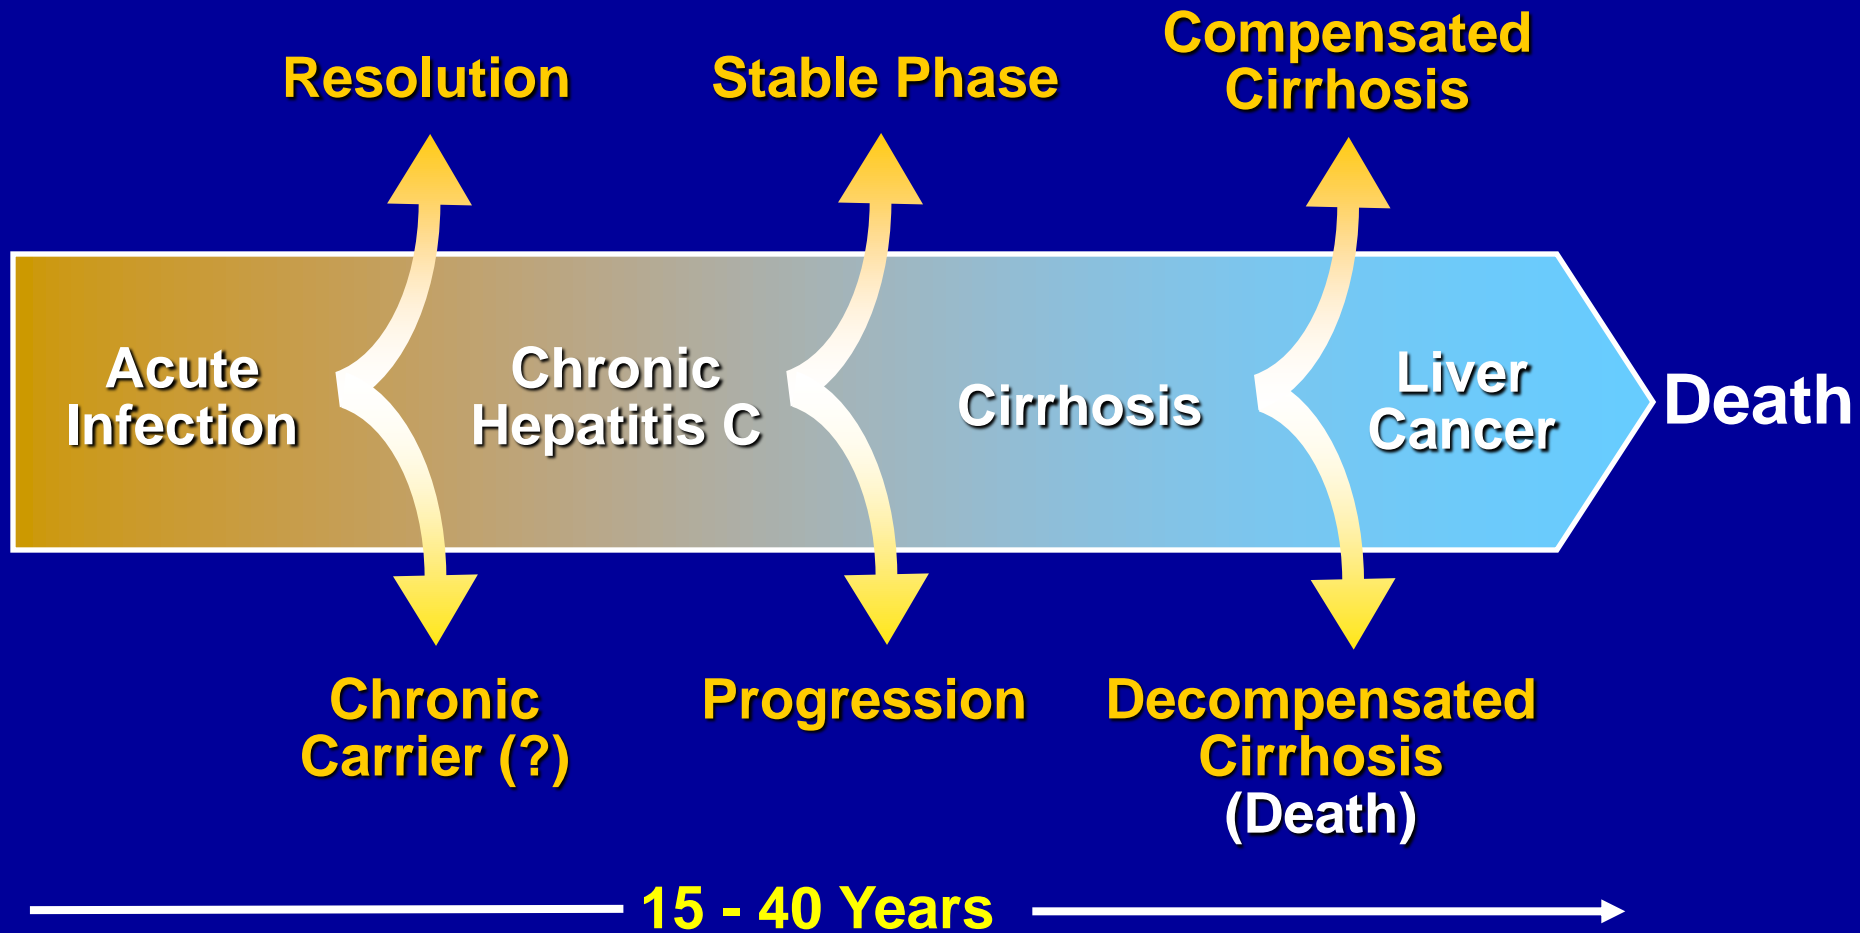 Resolution
Stable Phase
Compensated
Cirrhosis
Acute
Infection
Chronic
Hepatitis C
Cirrhosis
Liver
Cancer
Death
Chronic
Carrier (?)
Progression
Decompensated
Cirrhosis
(Death)
15 - 40 Years